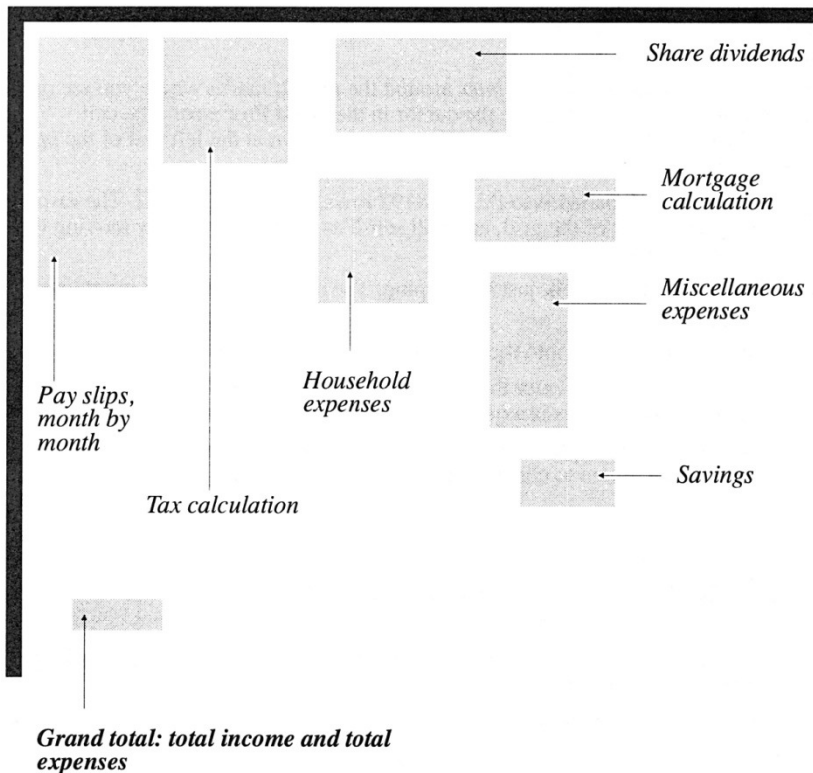 Share dividends
Mortgage
calculation
Miscellaneous
expenses
Pay slips,
month by
month
Household
expenses
Tax calculation
Savings
Grand total: total income and total
expenses